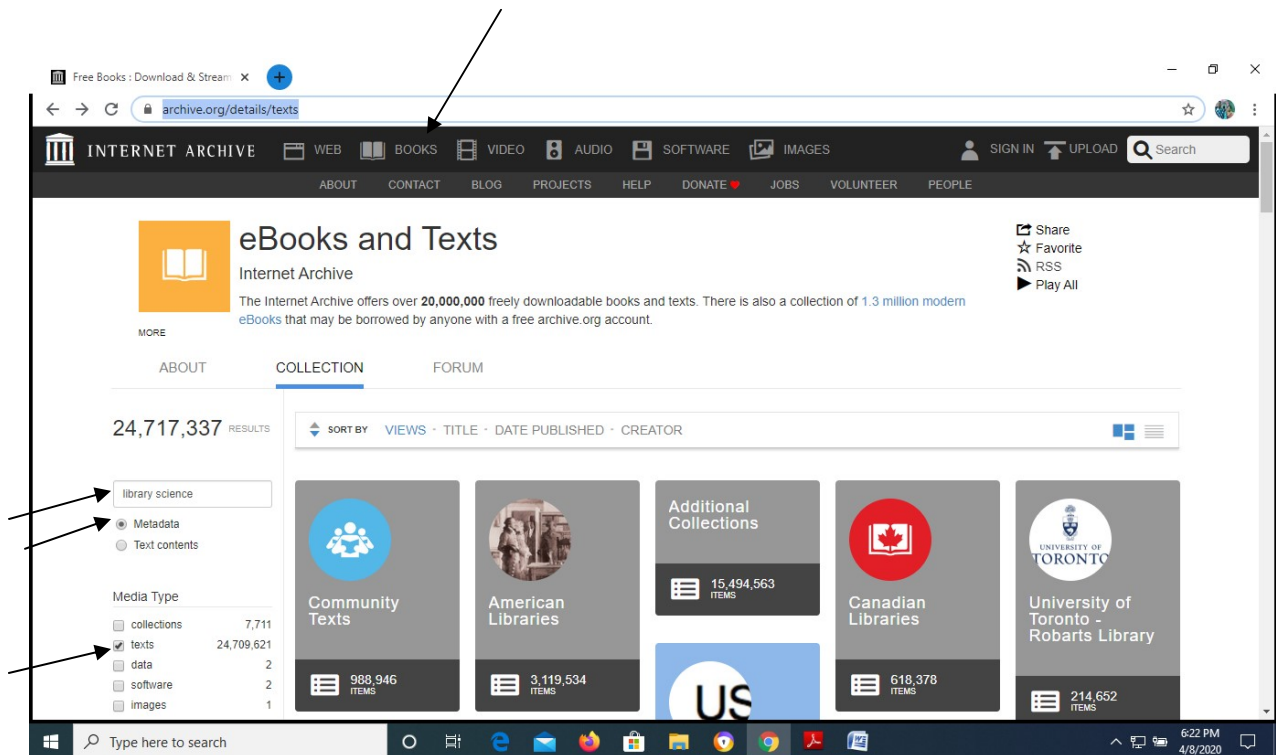 Free Books : Download & Stream
archive.org/details/texts
INTERNET ARCHIVE WEB BOOKS VIDEO AUDIO SOFTWARE IMAGES SIGN IN UPLOAD Search
ABOUT CONTACT BLOG PROJECTS HELP DONATE JOBS VOLUNTEER PEOPLE
eBooks and Texts
Internet Archive
The Internet Archive offers over 20,000,000 freely downloadable books and texts. There is also a collection of 1.3 million modern
eBooks that may be borrowed by anyone with a free archive.org account.
MORE
Share
Favorite
RSS
Play All
ABOUT COLLECTION FORUM
24,717,337 RESULTS
SORT BY VIEWS · TITLE · DATE PUBLISHED · CREATOR
library science
Metadata
Text contents
Media Type
collections 7,711
texts 24,709,621
data 2
software 2
images 1
Community
Texts
988,946
ITEMS
American
Libraries
3,119,534
ITEMS
Additional
Collections
15,494,563
ITEMS
US
Canadian
Libraries
618,378
ITEMS
UNIVERSITY OF
TORONTO
University of
Toronto -
Robarts Library
214,652
ITEMS
Type here to search
6:22 PM
4/8/2020